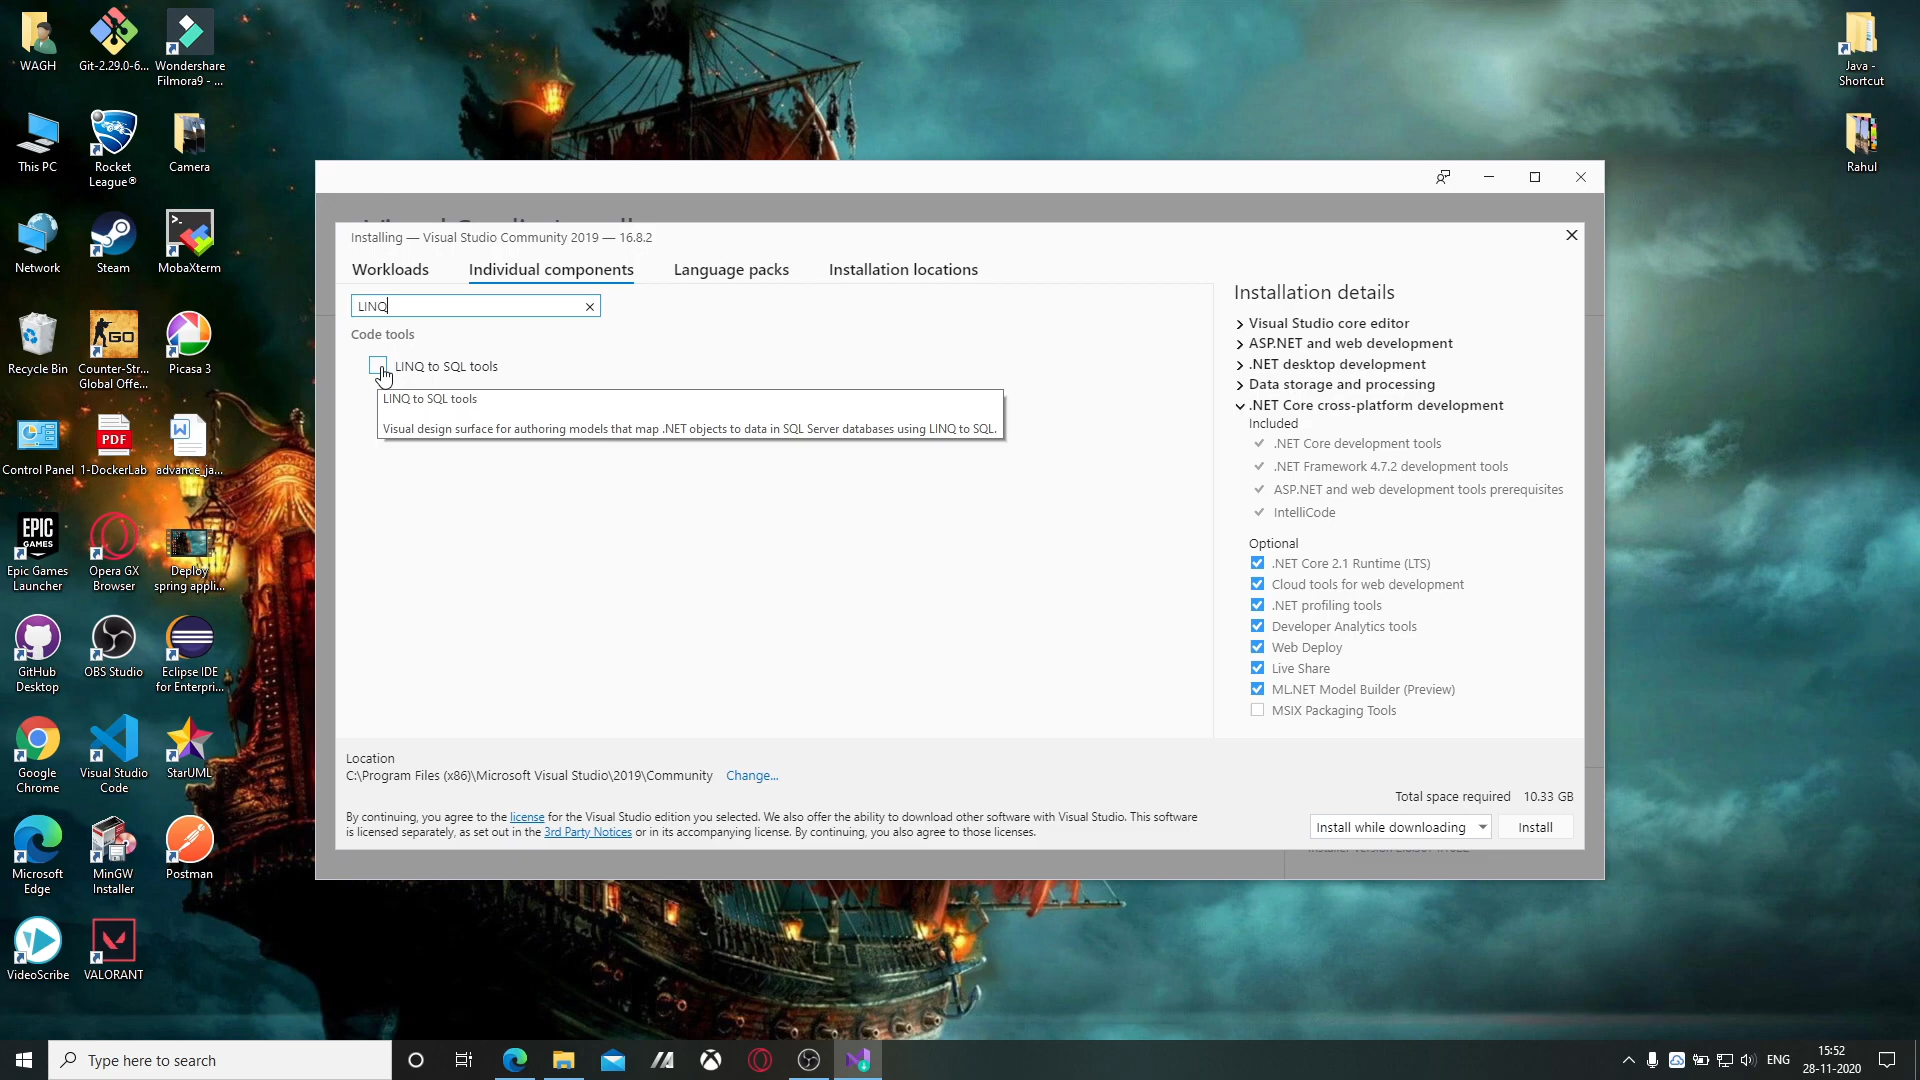 WAGH
Git-2.29.0-6...
Wondershare
Filmora9 - ...
This PC
Rocket
League®
Camera
Network
Steam
MobaXterm
Recycle Bin
GO
Counter-Str...
Global Offe...
Picasa 3
Control Panel
PDF
1-DockerLab
advance_ja...
EPIC
GAMES
Epic Games
Launcher
Opera GX
Browser
Deploy
spring appli...
GitHub
Desktop
OBS Studio
Eclipse IDE
for Enterpri...
Google
Chrome
Visual Studio
Code
StarUML
Microsoft
Edge
MinGW
Installer
Postman
VideoScribe
VALORANT
Java -
Shortcut
Rahul
Installing — Visual Studio Community 2019 — 16.8.2
Workloads
Individual components
Language packs
Installation locations
LINQ
Code tools
LINQ to SQL tools
LINQ to SQL tools
Visual design surface for authoring models that map .NET objects to data in SQL Server databases using LINQ to SQL.
Installation details
Visual Studio core editor
ASP.NET and web development
.NET desktop development
Data storage and processing
.NET Core cross-platform development
Included
.NET Core development tools
.NET Framework 4.7.2 development tools
ASP.NET and web development tools prerequisites
IntelliCode
Optional
.NET Core 2.1 Runtime (LTS)
Cloud tools for web development
.NET profiling tools
Developer Analytics tools
Web Deploy
Live Share
ML.NET Model Builder (Preview)
MSIX Packaging Tools
Location
C:\Program Files (x86)\Microsoft Visual Studio\2019\Community Change...
Total space required 10.33 GB
By continuing, you agree to the license for the Visual Studio edition you selected. We also offer the ability to download other software with Visual Studio. This software
is licensed separately, as set out in the 3rd Party Notices or in its accompanying license. By continuing, you also agree to those licenses.
Install while downloading
Install
Type here to search
ENG
15:52
28-11-2020